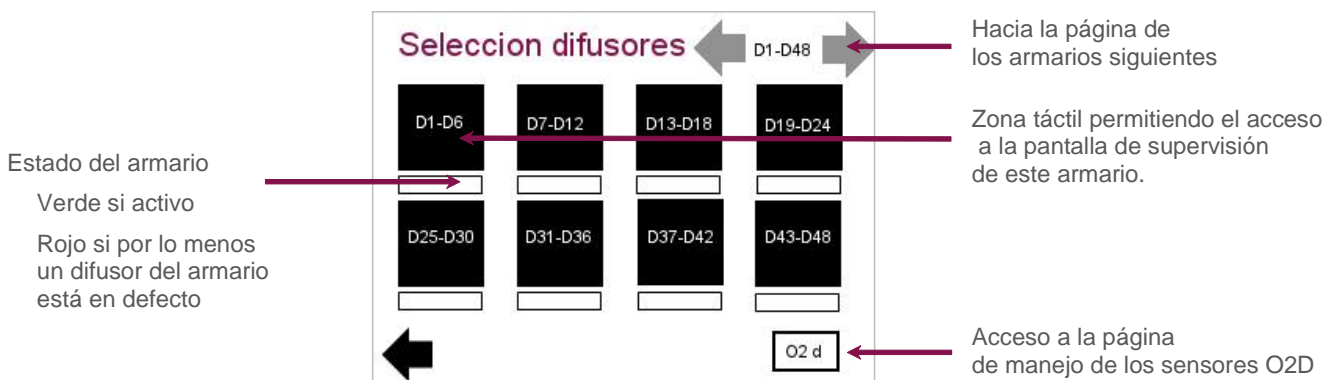 Seleccion difusores
D1-D48
Hacia la página de
los armarios siguientes
D1-D6
D7-D12
D13-D18
D19-D24
Zona táctil permitiendo el acceso
a la pantalla de supervisión
de este armario.
Estado del armario
Verde si activo
Rojo si por lo menos
un difusor del armario
está en defecto
D25-D30
D31-D36
D37-D42
D43-D48
O2 d
Acceso a la página
de manejo de los sensores O2D